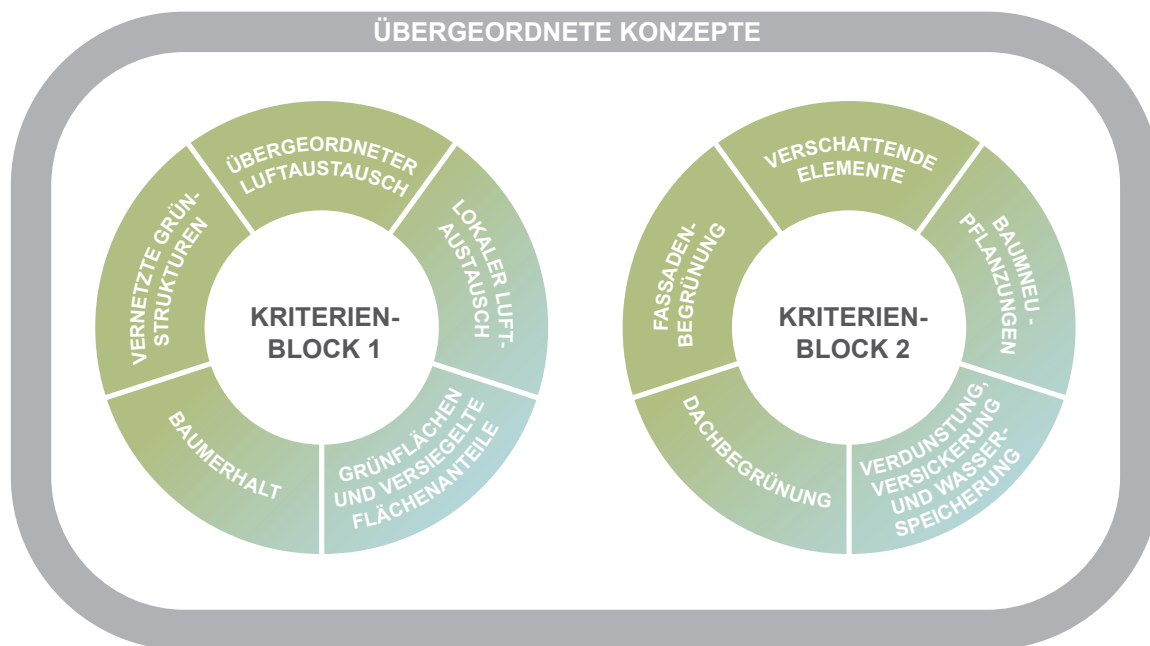 ÜBERGEORDNETE KONZEPTE
ÜBERGEORDNETER
LUFTAUSTAUSCH
LOKALER LUFT-
AUSTAUSCH
GRÜNFLÄCHEN
UND VERSIEGELTE
FLÄCHENANTEILE
BAUMERHALT
VERNETZTE GRÜN-
STRUKTUREN
KRITERIEN-
BLOCK 1
VERSCHATTENDE
ELEMENTE
BAUMNEU -
PFLANZUNGEN
VERDUNSTUNG,
VERSICKERUNG
UND WASSER-
SPEICHERUNG
DACHBEGRÜNUNG
FASSADEN-
BEGRÜNUNG
KRITERIEN-
BLOCK 2